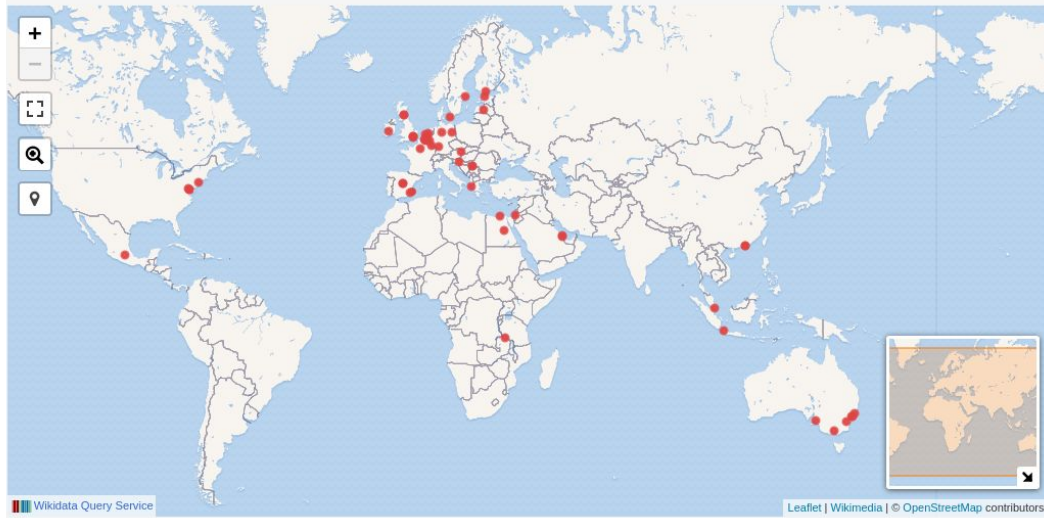 +
−
Wikidata Query Service
Leaflet | Wikimedia | © OpenStreetMap contributors